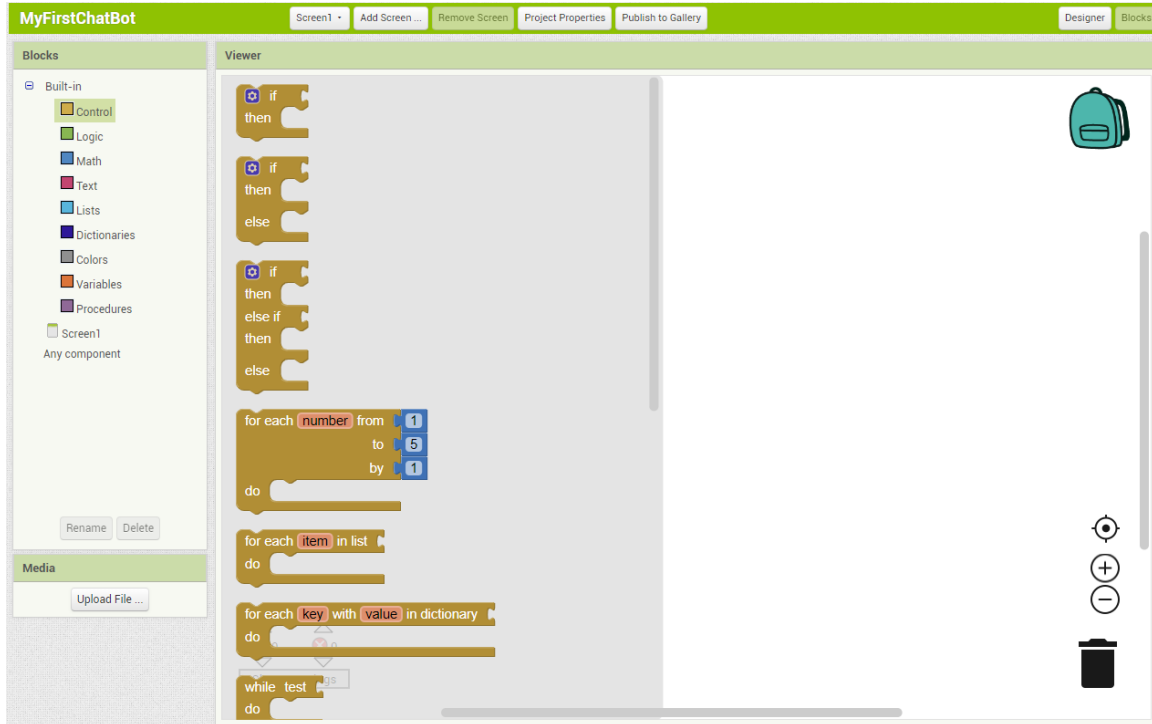 MyFirstChatBot
Screen1
Add Screen ...
Remove Screen
Project Properties
Publish to Gallery
Designer
Blocks
Blocks
Built-in
Control
Logic
Math
Text
Lists
Dictionaries
Colors
Variables
Procedures
Screen1
Any component
Rename
Delete
Media
Upload File ...
Viewer
if
then
if
then
else
if
then
else if
then
else
for each number from 1
to 5
by 1
do
for each item in list
do
for each key with value in dictionary
do
while test
do